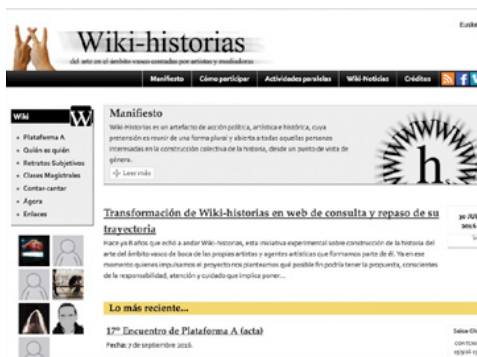 Euske
Wiki-historias
del arte en el ámbito vasco contadas por artistas y mediadoras
Manifiesto Cómo participar Actividades paralelas Wiki-Noticias Créditos
Wiki W
Plataforma A
Quién es quién
Retratos Subjetivos
Clases Magistrales
Contar-cantar
Agora
Enlaces
Manifiesto
Wiki-Historias es un artefacto de acción política, artística e histórica, cuya
pretensión es reunir de una forma plural y abierta a todas aquellas personas
interesadas en la construcción colectiva de la historia, desde un punto de vista de
género.
Leer más
h
Transformación de Wiki-historias en web de consulta y repaso de su
trayectoria
Hace ya 8 años que echó a andar Wiki-historias, esta iniciativa experimental sobre construcción de la historia del
arte del ámbito vasco de boca de las propias artistas y agentes artísticas que formamos parte de él. Ya en ese
momento quienes impulsamos el proyecto nos planteamos qué posible fin podría tener la propuesta, conscientes
de la responsabilidad, atención y cuidado que implica poner...
Lo más reciente...
17º Encuentro de Plataforma A (acta)
Fecha: 7 de septiembre 2016.